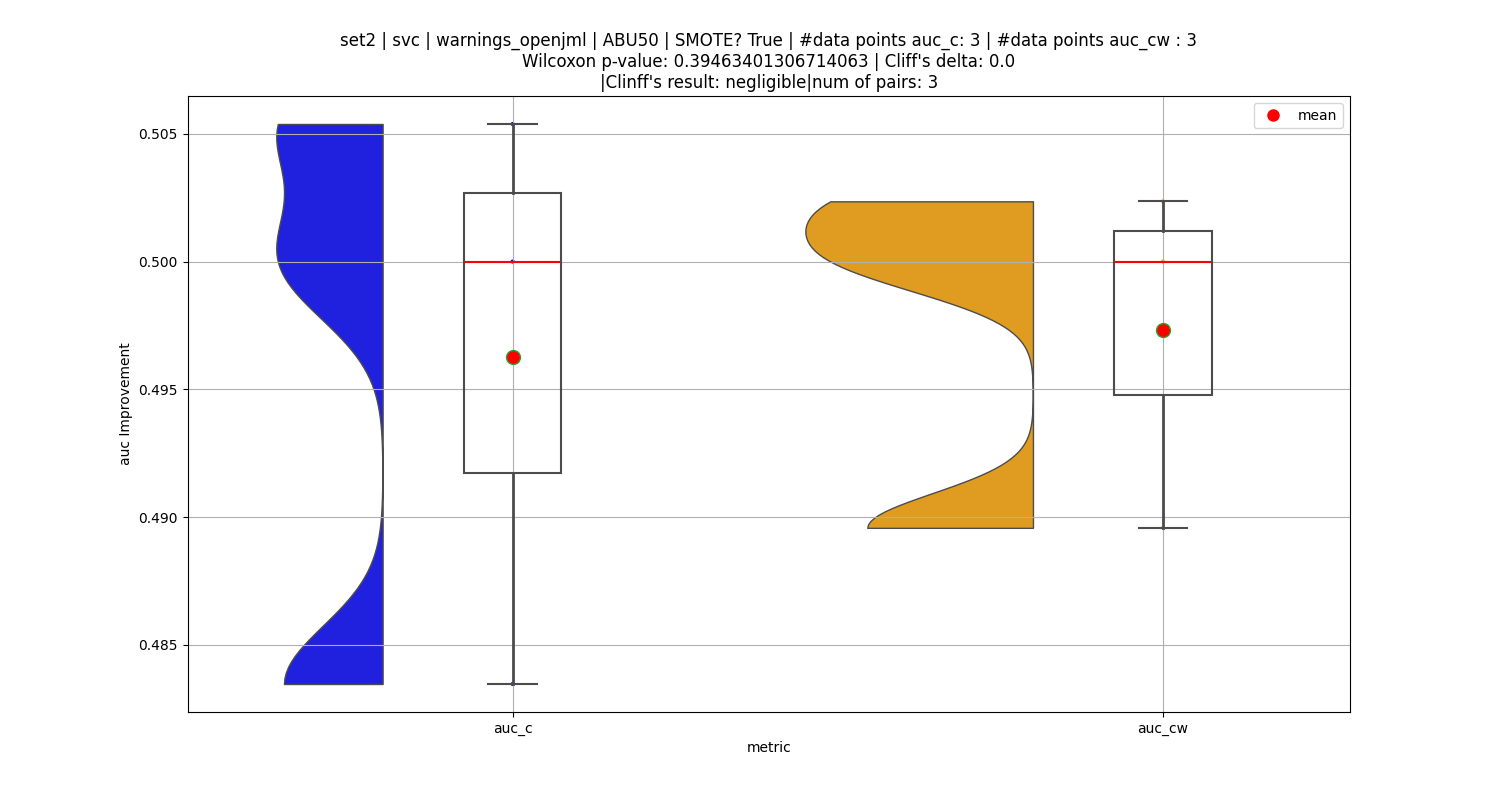 set2 | svc | warnings_openjml | ABU50 | SMOTE? True | #data points auc_c: 3 | #data points auc_cw : 3
Wilcoxon p-value: 0.39463401306714063 | Cliff's delta: 0.0
|Clinff's result: negligible|num of pairs: 3
mean
0.505
0.500
0.495
0.490
0.485
auc Improvement
auc_c
auc_cw
metric